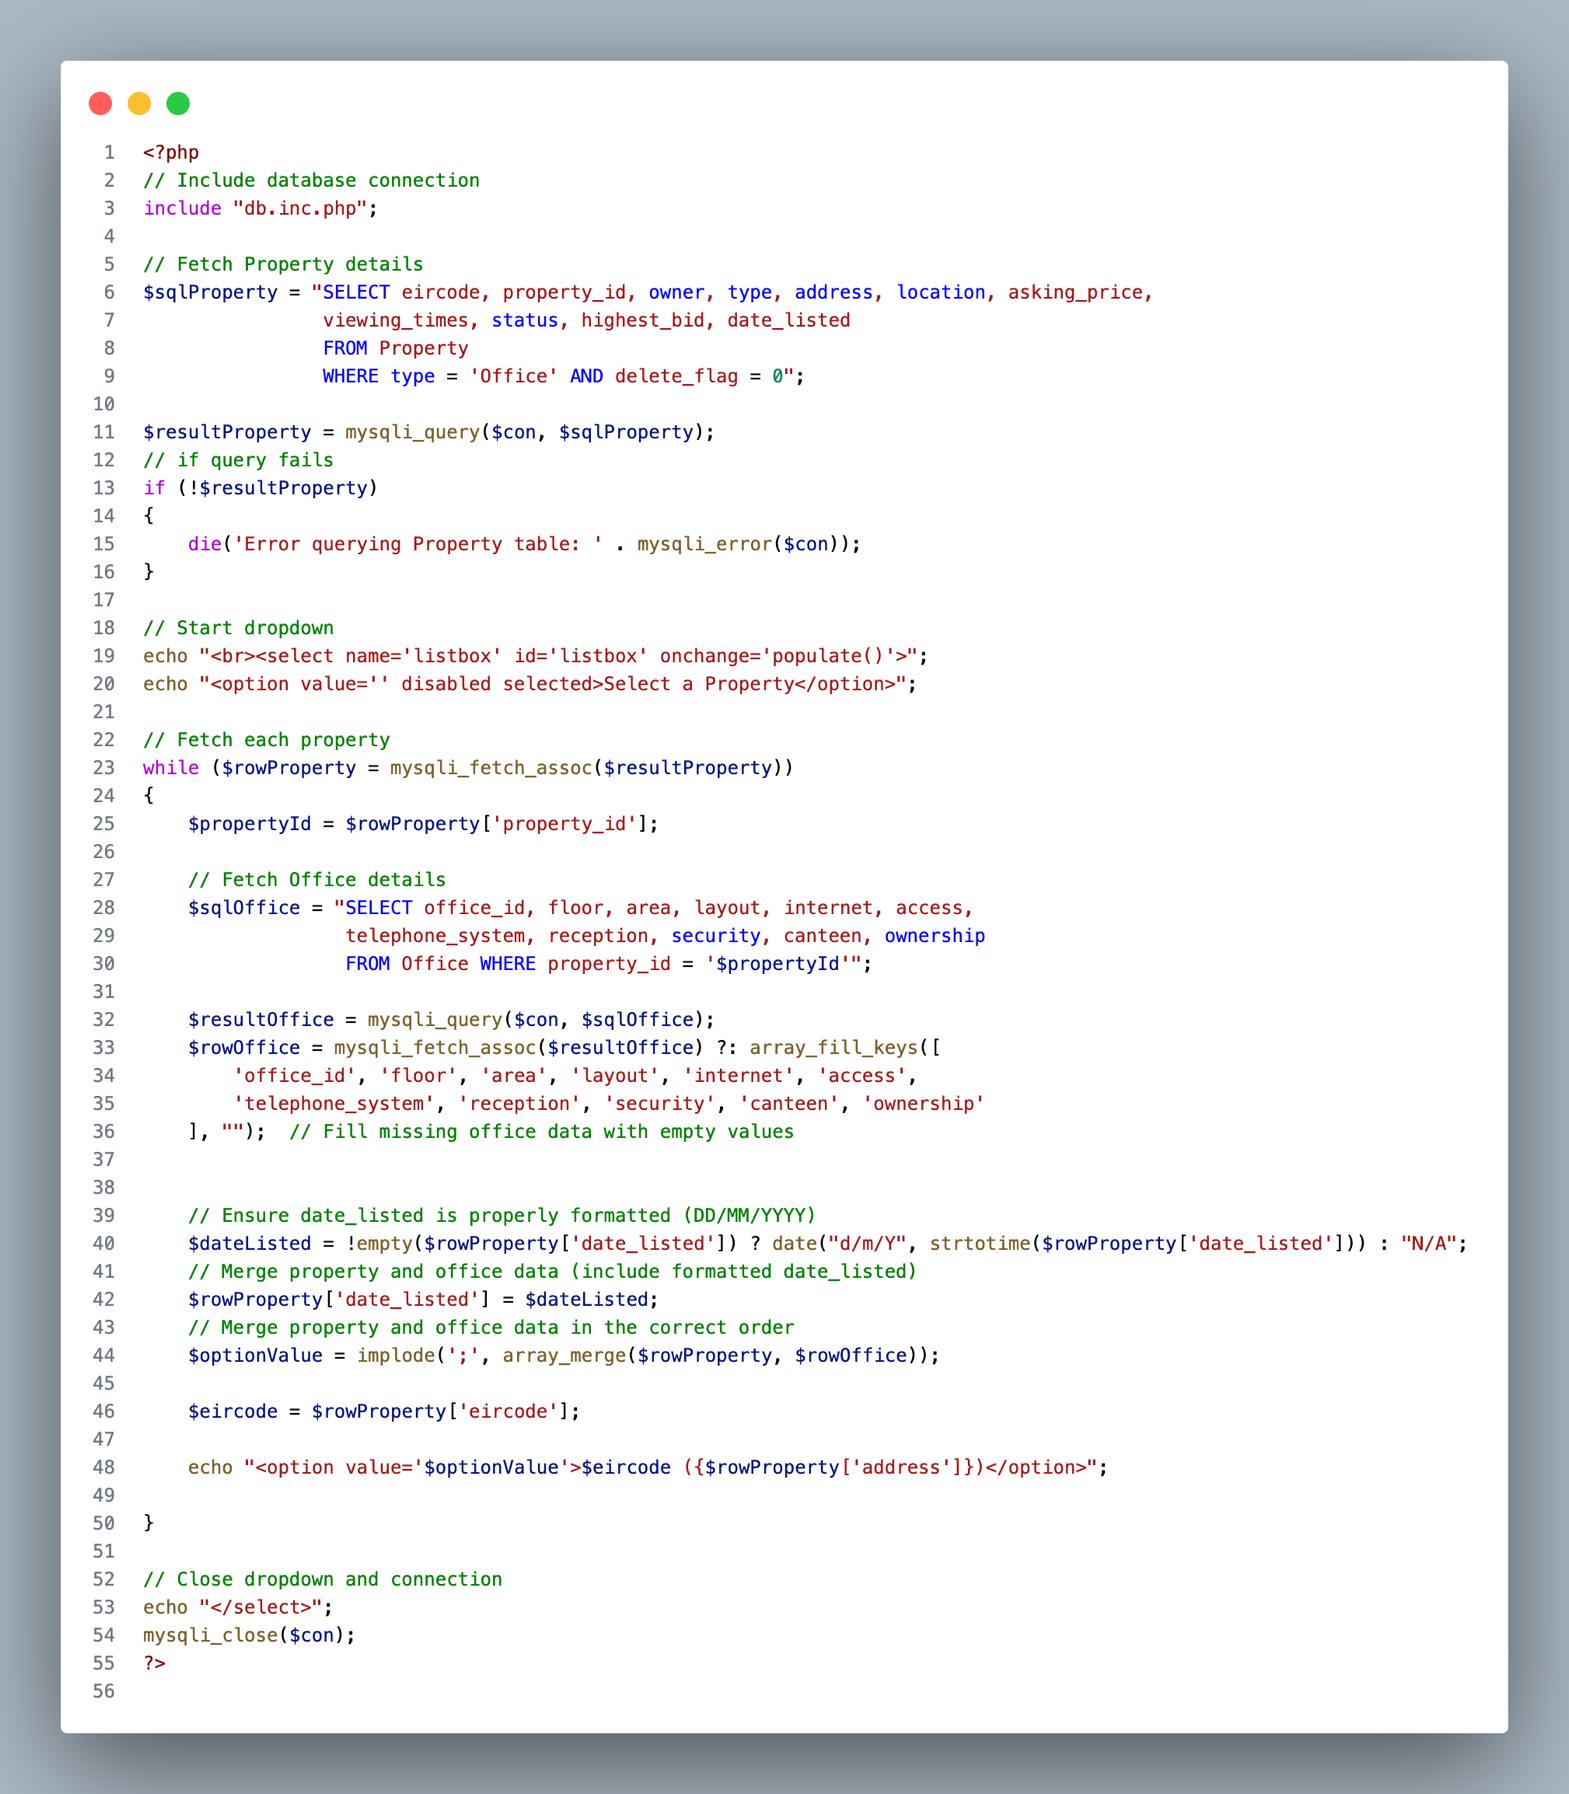 1 <?php
2 // Include database connection
3 include "db.inc.php";
4
5 // Fetch Property details
6 $sqlProperty = "SELECT eircode, property_id, owner, type, address, location, asking_price,
7                 viewing_times, status, highest_bid, date_listed
8                 FROM Property
9                 WHERE type = 'Office' AND delete_flag = 0";
10
11 $resultProperty = mysqli_query($con, $sqlProperty);
12 // if query fails
13 if (!$resultProperty)
14 {
15     die('Error querying Property table: ' . mysqli_error($con));
16 }
17
18 // Start dropdown
19 echo "<br><select name='listbox' id='listbox' onchange='populate()'>";
20 echo "<option value='' disabled selected>Select a Property</option>";
21
22 // Fetch each property
23 while ($rowProperty = mysqli_fetch_assoc($resultProperty))
24 {
25     $propertyId = $rowProperty['property_id'];
26
27     // Fetch Office details
28     $sqlOffice = "SELECT office_id, floor, area, layout, internet, access,
29                   telephone_system, reception, security, canteen, ownership
30                   FROM Office WHERE property_id = '$propertyId'";
31
32     $resultOffice = mysqli_query($con, $sqlOffice);
33     $rowOffice = mysqli_fetch_assoc($resultOffice) ?: array_fill_keys([
34         'office_id', 'floor', 'area', 'layout', 'internet', 'access',
35         'telephone_system', 'reception', 'security', 'canteen', 'ownership'
36     ], "");  // Fill missing office data with empty values
37
38
39     // Ensure date_listed is properly formatted (DD/MM/YYYY)
40     $dateListed = !empty($rowProperty['date_listed']) ? date("d/m/Y", strtotime($rowProperty['date_listed'])) : "N/A";
41     // Merge property and office data (include formatted date_listed)
42     $rowProperty['date_listed'] = $dateListed;
43     // Merge property and office data in the correct order
44     $optionValue = implode(';', array_merge($rowProperty, $rowOffice));
45
46     $eircode = $rowProperty['eircode'];
47
48     echo "<option value='$optionValue'>$eircode ({$rowProperty['address']})</option>";
49
50 }
51
52 // Close dropdown and connection
53 echo "</select>";
54 mysqli_close($con);
55 ?>
56